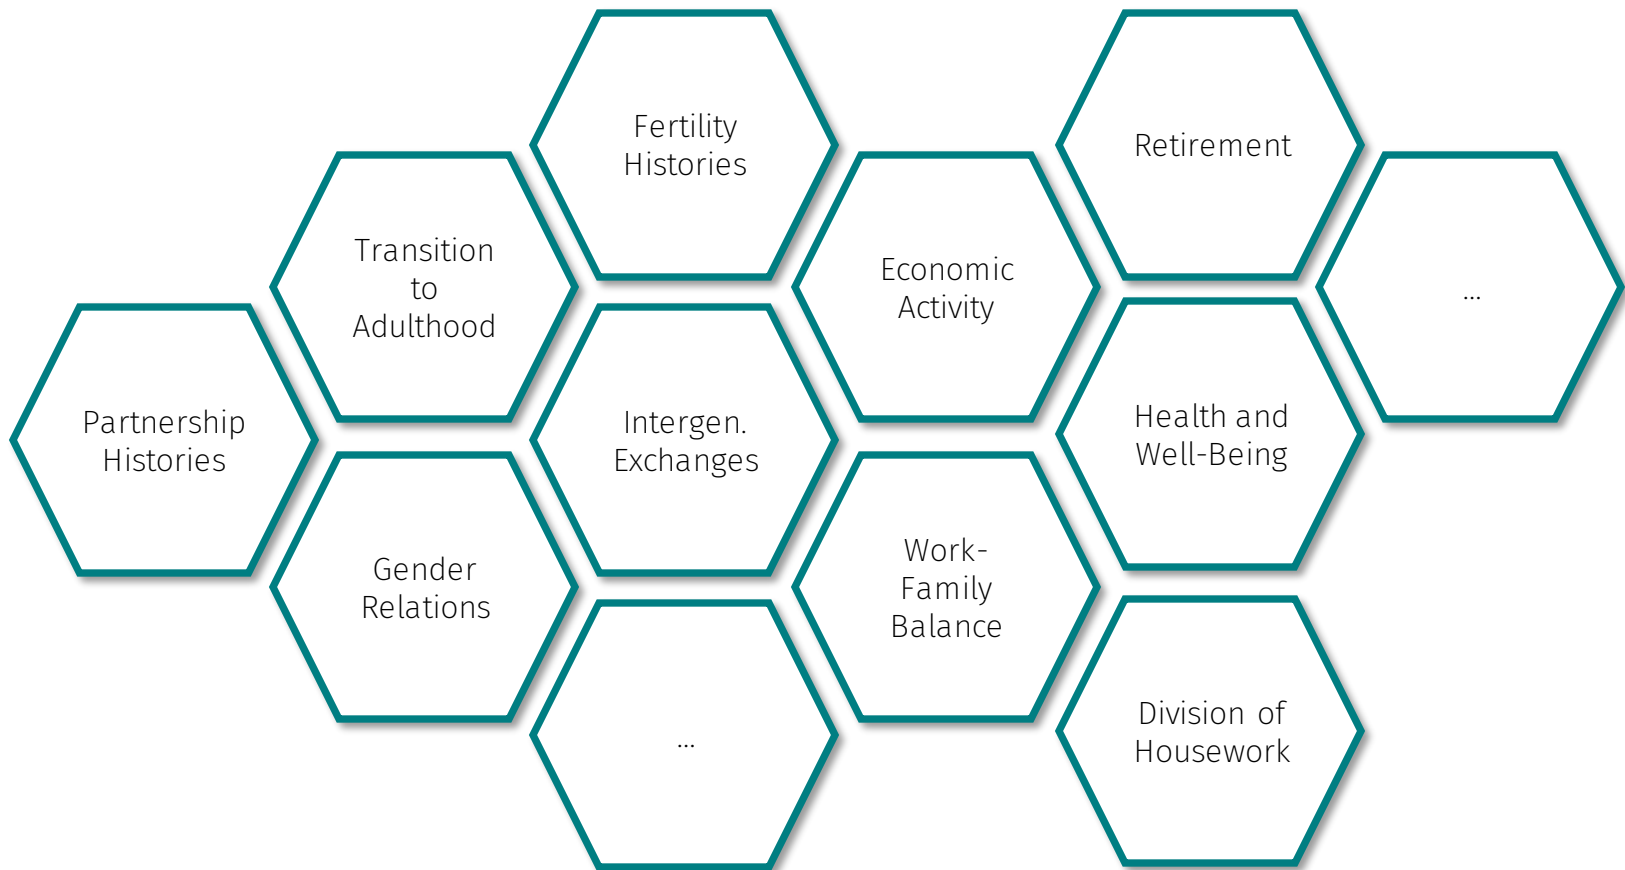 Fertility
Histories
Retirement
Transition
to
Adulthood
Economic
Activity
...
Partnership
Histories
Intergen.
Exchanges
Health and
Well-Being
Gender
Relations
Work-
Family
Balance
...
Division of
Housework